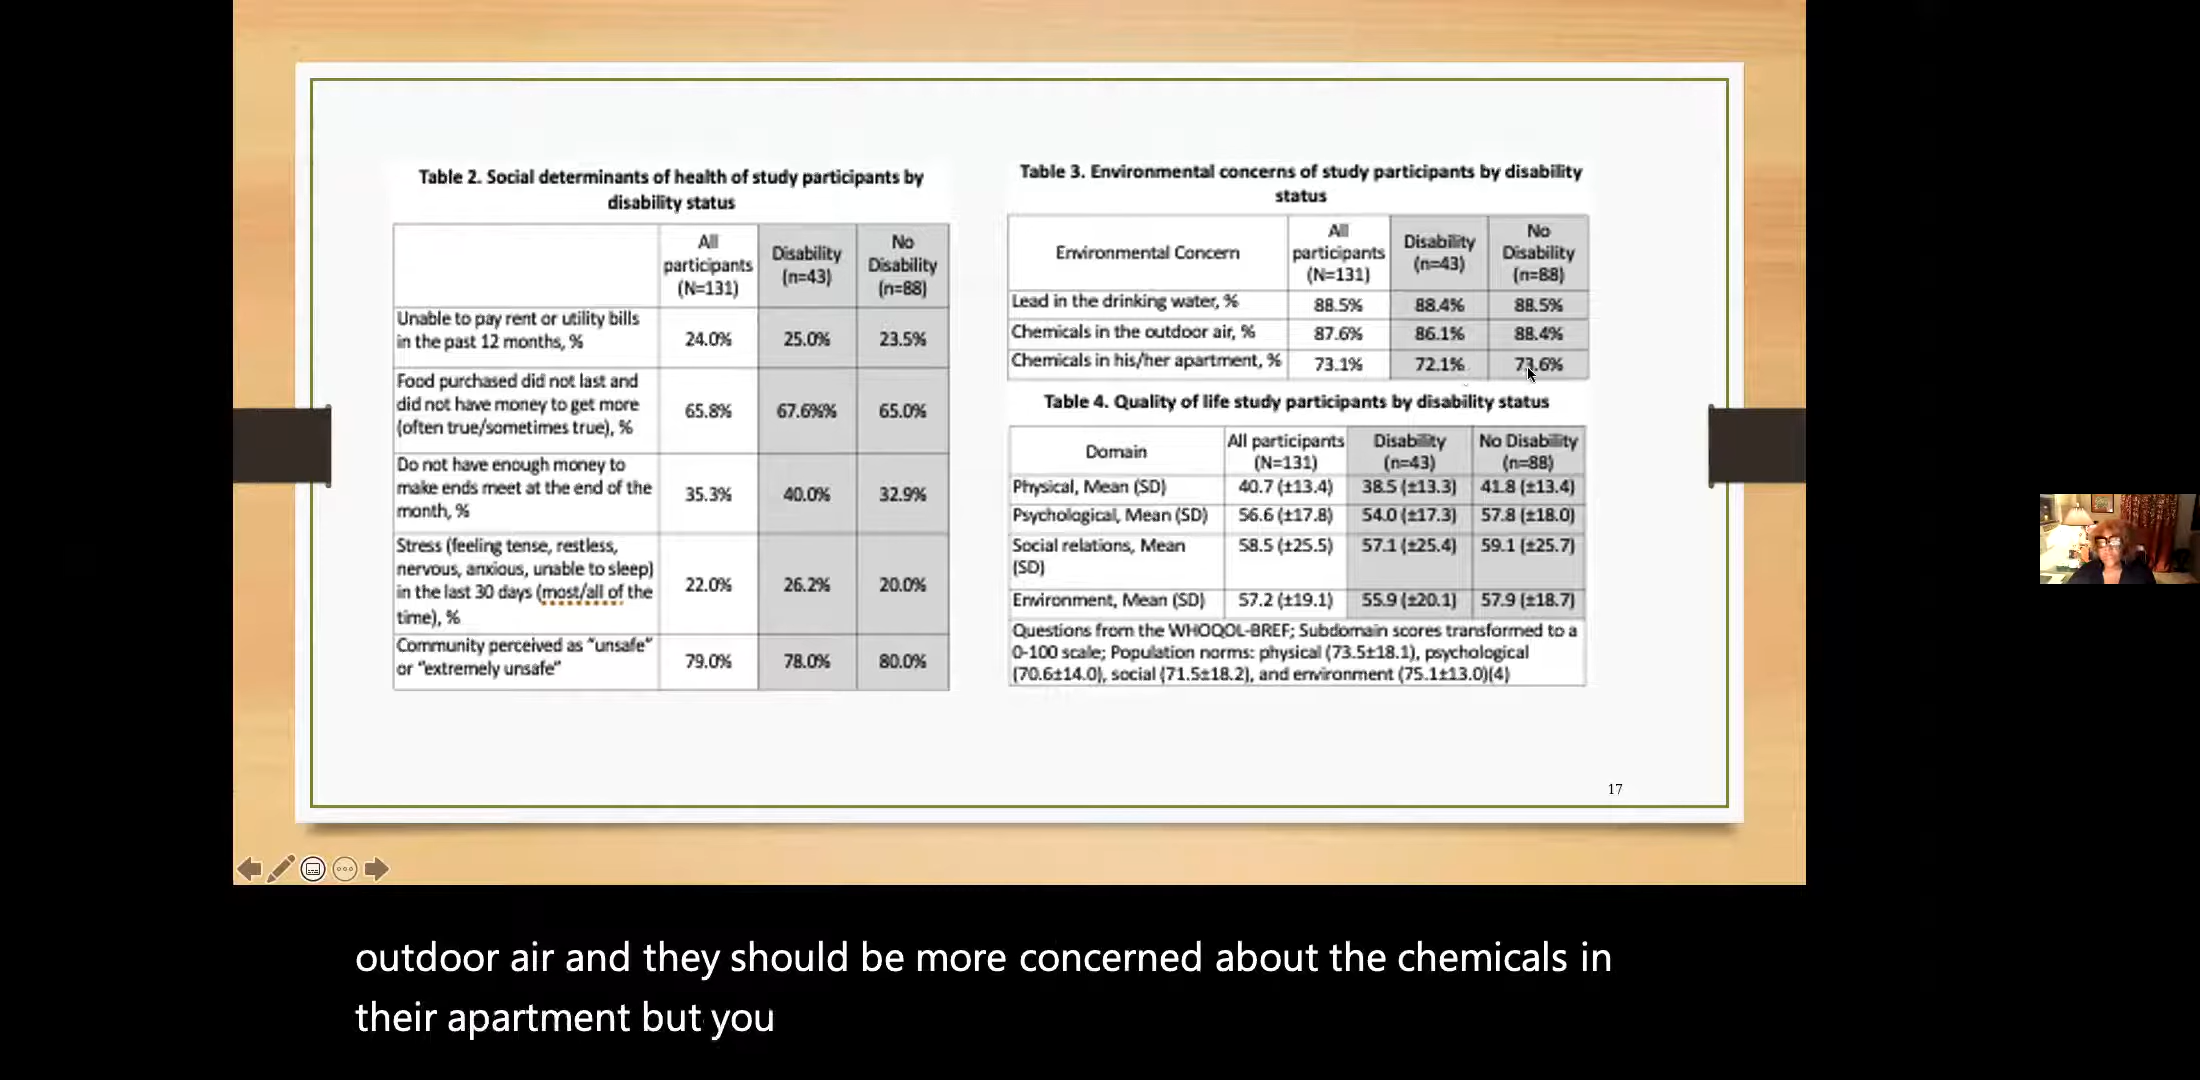 Table 2. Social determinants of health of study participants by
disability status
All
participants
(N=131)
Disability
(n=43)
No
Disability
(n=88)
Unable to pay rent or utility bills
in the past 12 months, %
24.0%
25.0%
23.5%
Food purchased did not last and
did not have money to get more
(often true/sometimes true), %
65.8%
67.6%%
65.0%
Do not have enough money to
make ends meet at the end of the
month, %
35.3%
40.0%
32.9%
Stress (feeling tense, restless,
nervous, anxious, unable to sleep)
in the last 30 days (most/all of the
time), %
22.0%
26.2%
20.0%
Community perceived as "unsafe"
or "extremely unsafe"
79.0%
78.0%
80.0%
Table 3. Environmental concerns of study participants by disability
status
Environmental Concern
All
participants
(N=131)
Disability
(n=43)
No
Disability
(n=88)
Lead in the drinking water, %
88.5%
88.4%
88.5%
Chemicals in the outdoor air, %
87.6%
86.1%
88.4%
Chemicals in his/her apartment, %
73.1%
72.1%
73.6%
Table 4. Quality of life study participants by disability status
Domain
All participants
(N=131)
Disability
(n=43)
No Disability
(n=88)
Physical, Mean (SD)
40.7 (±13.4)
38.5 (±13.3)
41.8 (±13.4)
Psychological, Mean (SD)
56.6 (±17.8)
54.0 (±17.3)
57.8 (±18.0)
Social relations, Mean
(SD)
58.5 (±25.5)
57.1 (±25.4)
59.1 (±25.7)
Environment, Mean (SD)
57.2 (±19.1)
55.9 (±20.1)
57.9 (±18.7)
Questions from the WHOQOL-BREF; Subdomain scores transformed to a
0-100 scale; Population norms: physical (73.5±18.1), psychological
(70.6±14.0), social (71.5±18.2), and environment (75.1±13.0)(4)
17
outdoor air and they should be more concerned about the chemicals in
their apartment but you